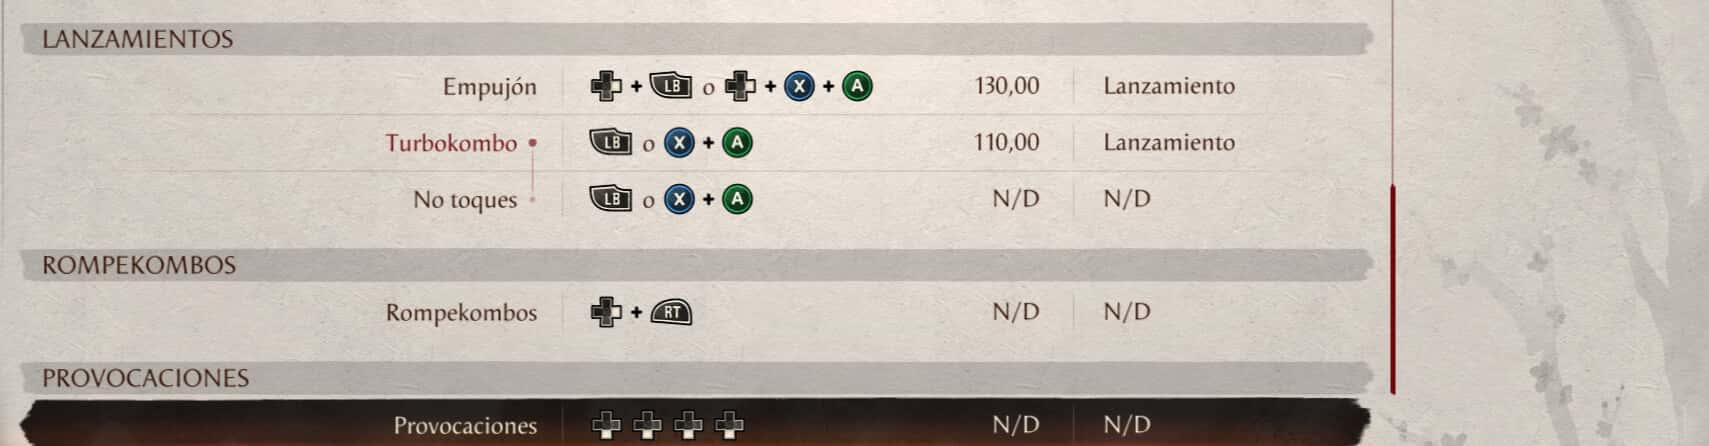 LANZAMIENTOS
Empujón + LB o + X + A 130,00 Lanzamiento
Turbokombo LB o X + A 110,00 Lanzamiento
No toques LB o X + A N/D N/D
ROMPEKOMBOS
Rompekombos + RT N/D N/D
PROVOCACIONES
Provocaciones N/D N/D